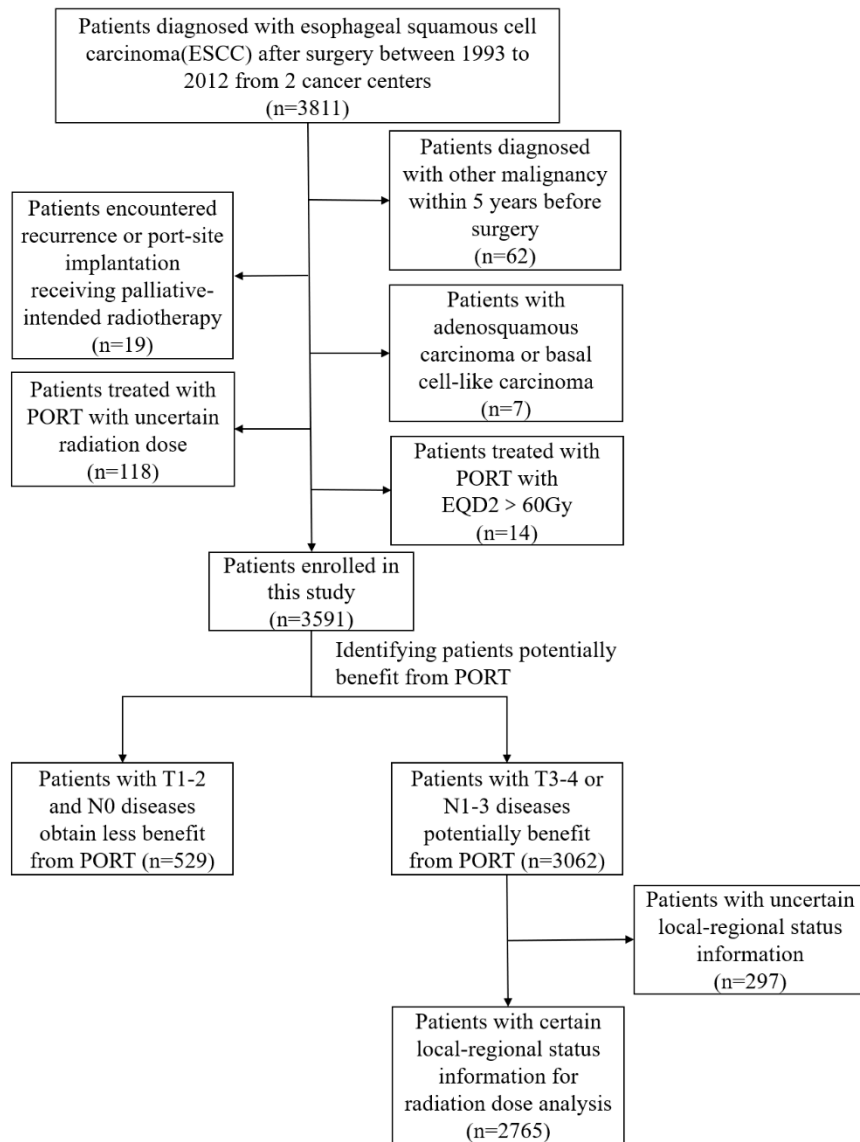 Patients diagnosed with esophageal squamous cell
carcinoma(ESCC) after surgery between 1993 to
2012 from 2 cancer centers
(n=3811)
Patients diagnosed
with other malignancy
within 5 years before
surgery
(n=62)
Patients encountered
recurrence or port-site
implantation
receiving palliative-
intended radiotherapy
(n=19)
Patients with
adenosquamous
carcinoma or basal
cell-like carcinoma
(n=7)
Patients treated with
PORT with uncertain
radiation dose
(n=118)
Patients treated with
PORT with
EQD2 > 60Gy
(n=14)
Patients enrolled in
this study
(n=3591)
Identifying patients potentially
benefit from PORT
Patients with T1-2
and N0 diseases
obtain less benefit
from PORT (n=529)
Patients with T3-4 or
N1-3 diseases
potentially benefit
from PORT (n=3062)
Patients with uncertain
local-regional status
information
(n=297)
Patients with certain
local-regional status
information for
radiation dose analysis
(n=2765)